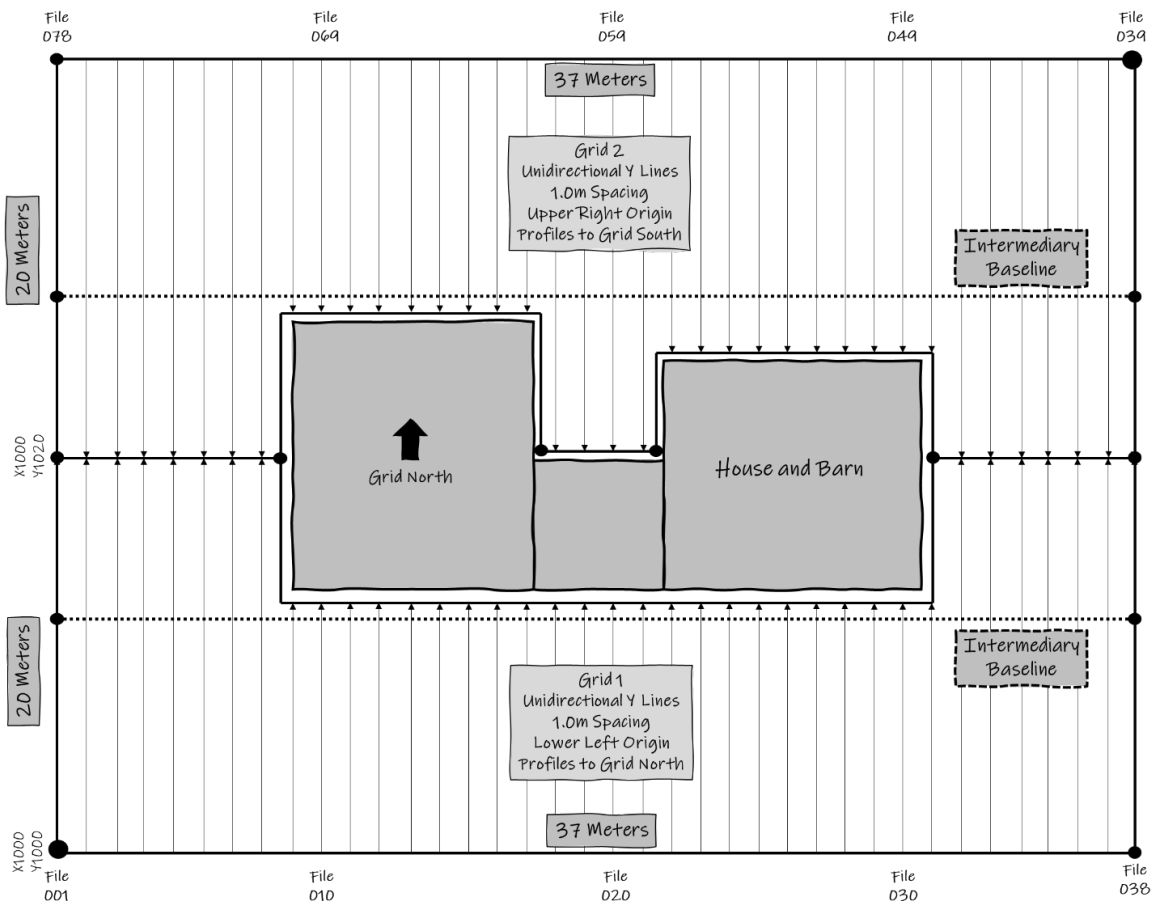 File
078
File
069
File
059
File
049
File
039
37 Meters
Grid 2
Unidirectional Y Lines
1.0m Spacing
Upper Right Origin
Profiles to Grid South
20 Meters
Intermediary
Baseline
Grid North
House and Barn
X1000
Y1020
Intermediary
Baseline
20 Meters
Grid 1
Unidirectional Y Lines
1.0m Spacing
Lower Left Origin
Profiles to Grid North
37 Meters
X1000
Y1000
File
001
File
010
File
020
File
030
File
038